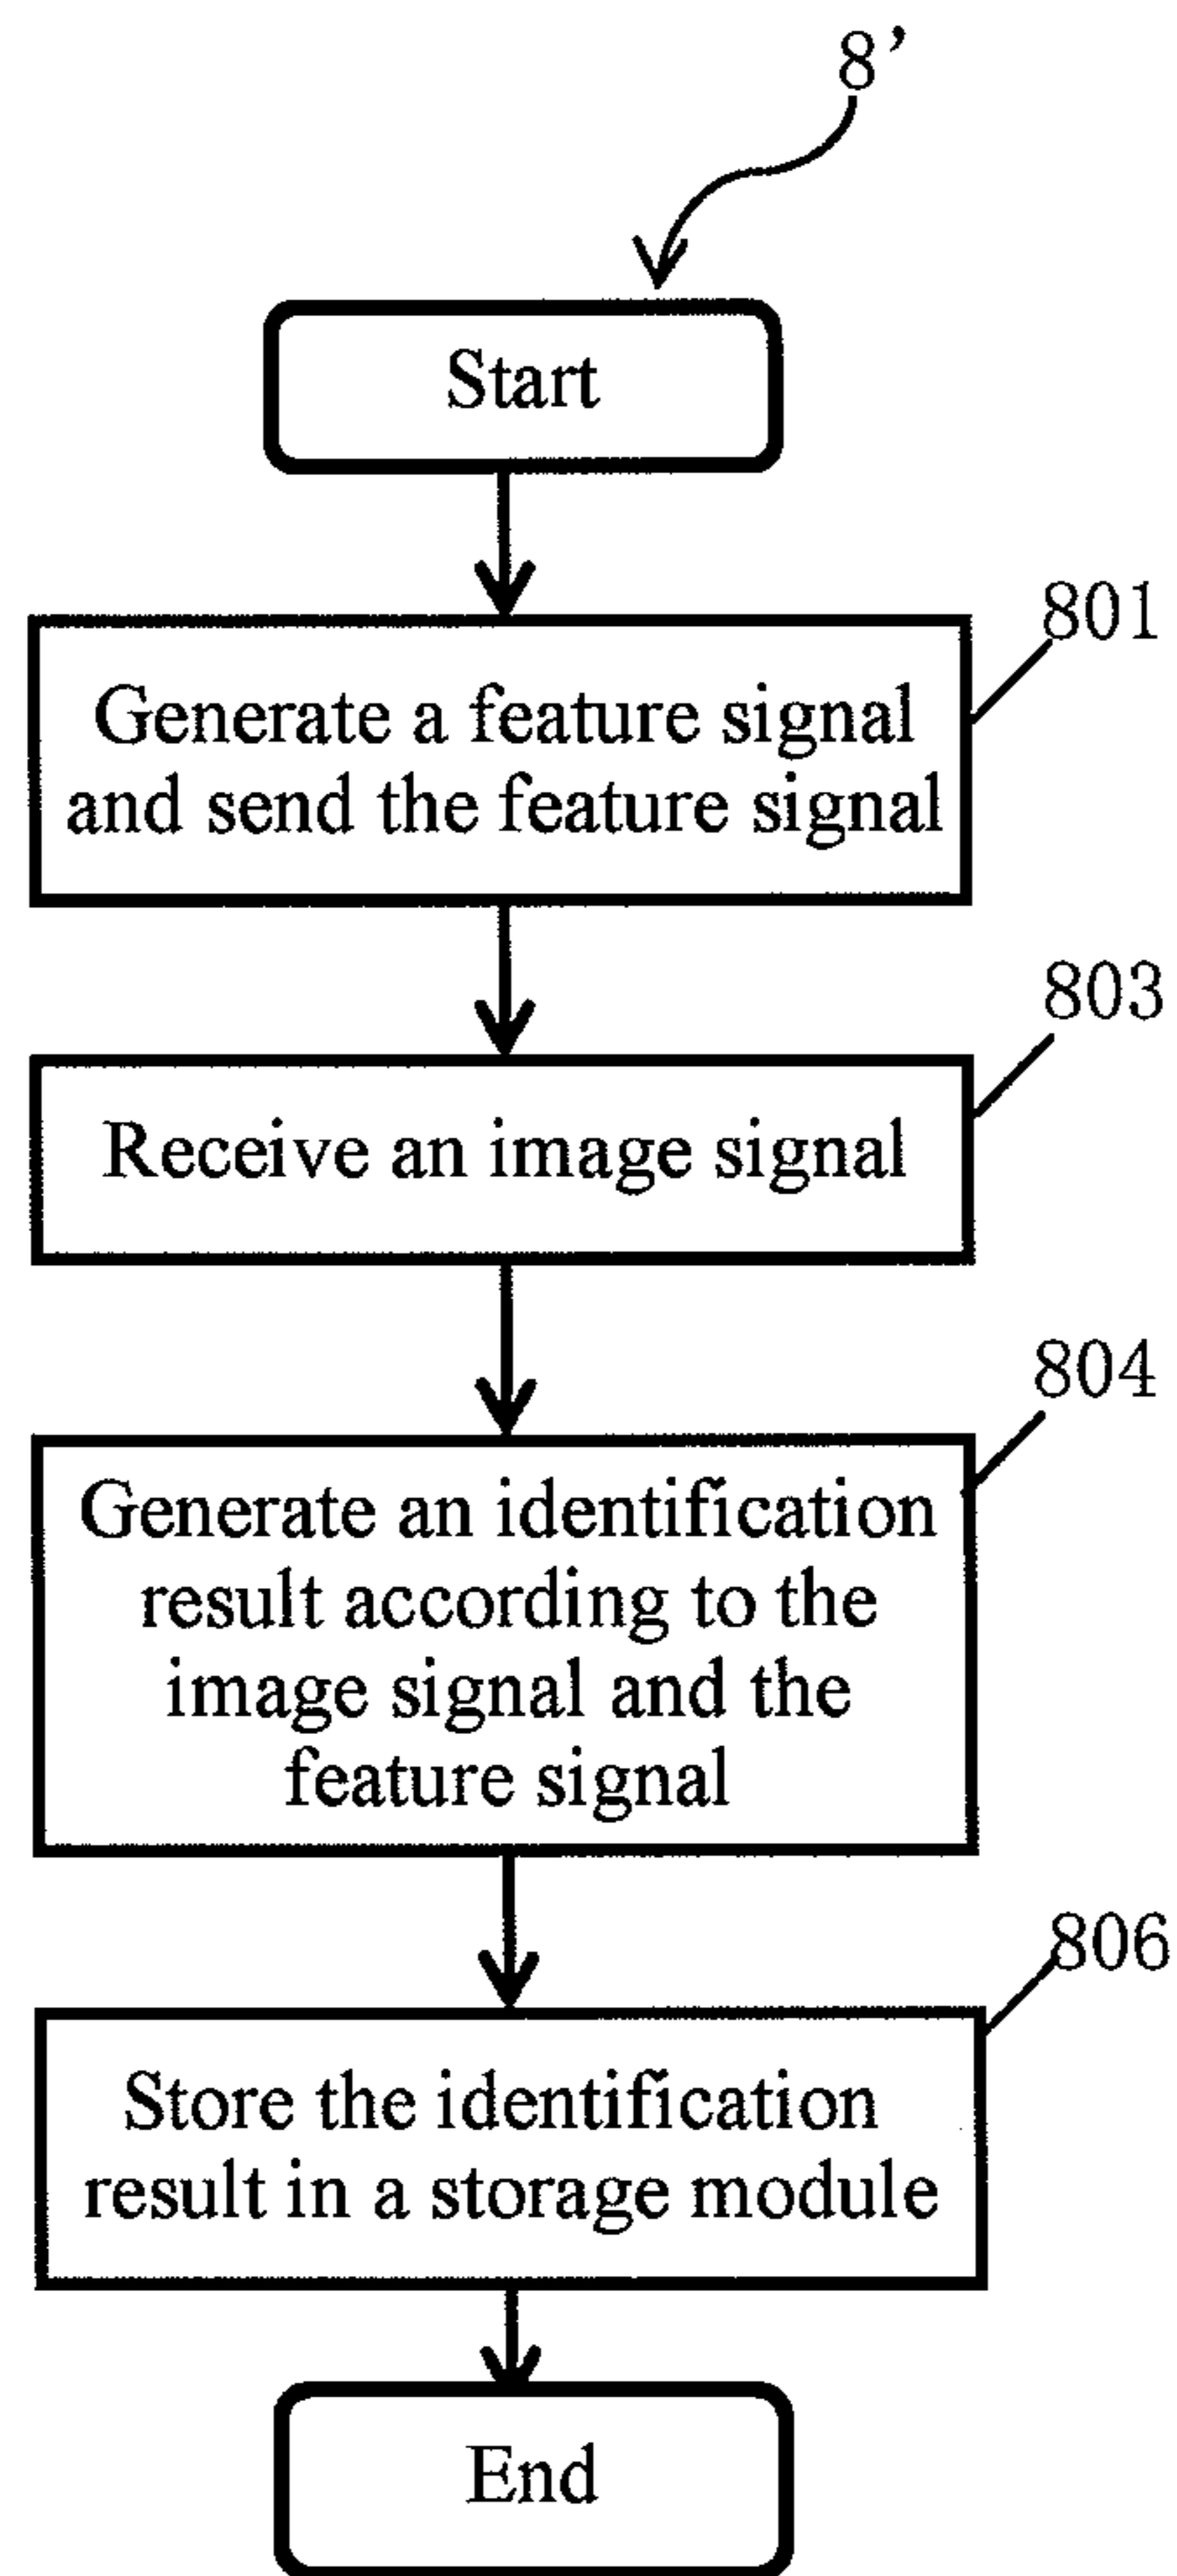 8’
Start
801
Generate a feature signal
and send the feature signal
803
Receive an image signal
804
Generate an identification
result according to the
image signal and the
feature signal
806
Store the identification
result in a storage module
End